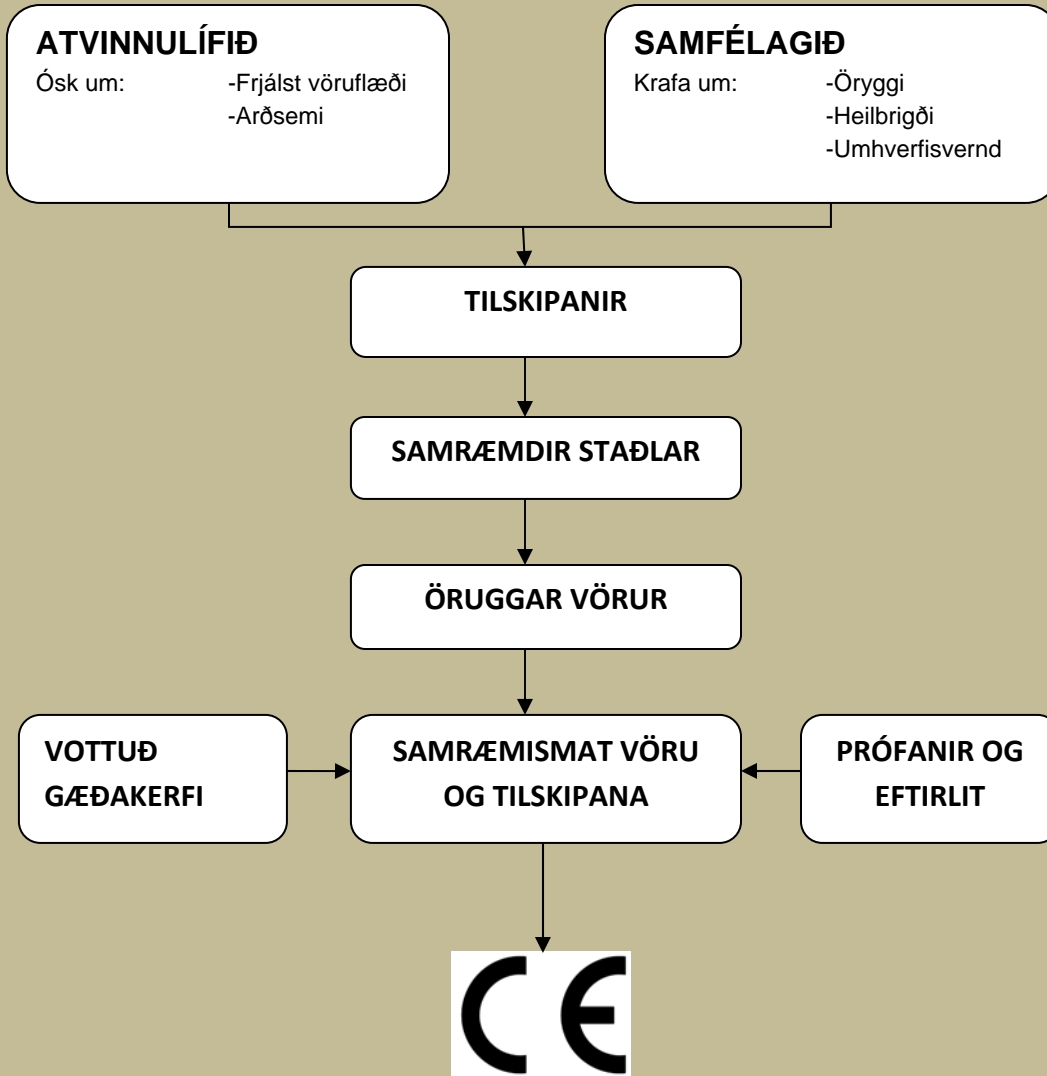 ATVINNULÍFIÐ
Ósk um: -Frjálst vöruflæði
-Arðsemi
SAMFÉLAGIÐ
Krafa um: -Öryggi
-Heilbrigði
-Umhverfisvernd
TILSKIPANIR
SAMRÆMDIR STAÐLAR
ÖRUGGAR VÖRUR
VOTTUÐ
GÆÐAKERFI
SAMRÆMISMAT VÖRU
OG TILSKIPANA
PRÓFANIR OG
EFTIRLIT
CE